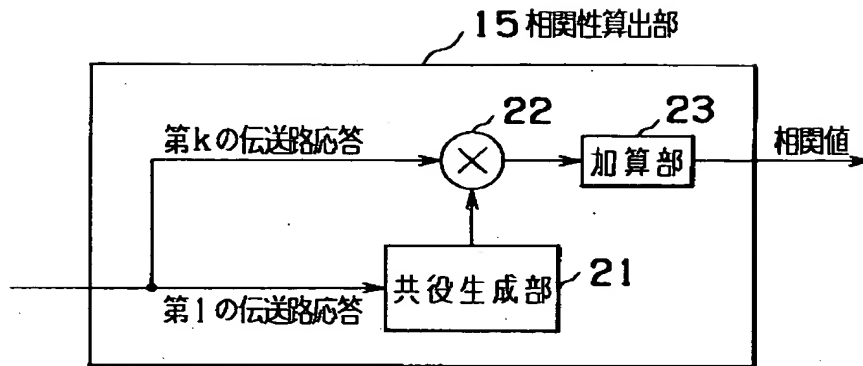 15 相関性算出部
22
23
第kの伝送路応答
加算部
相関値
共役生成部
21
第lの伝送路応答